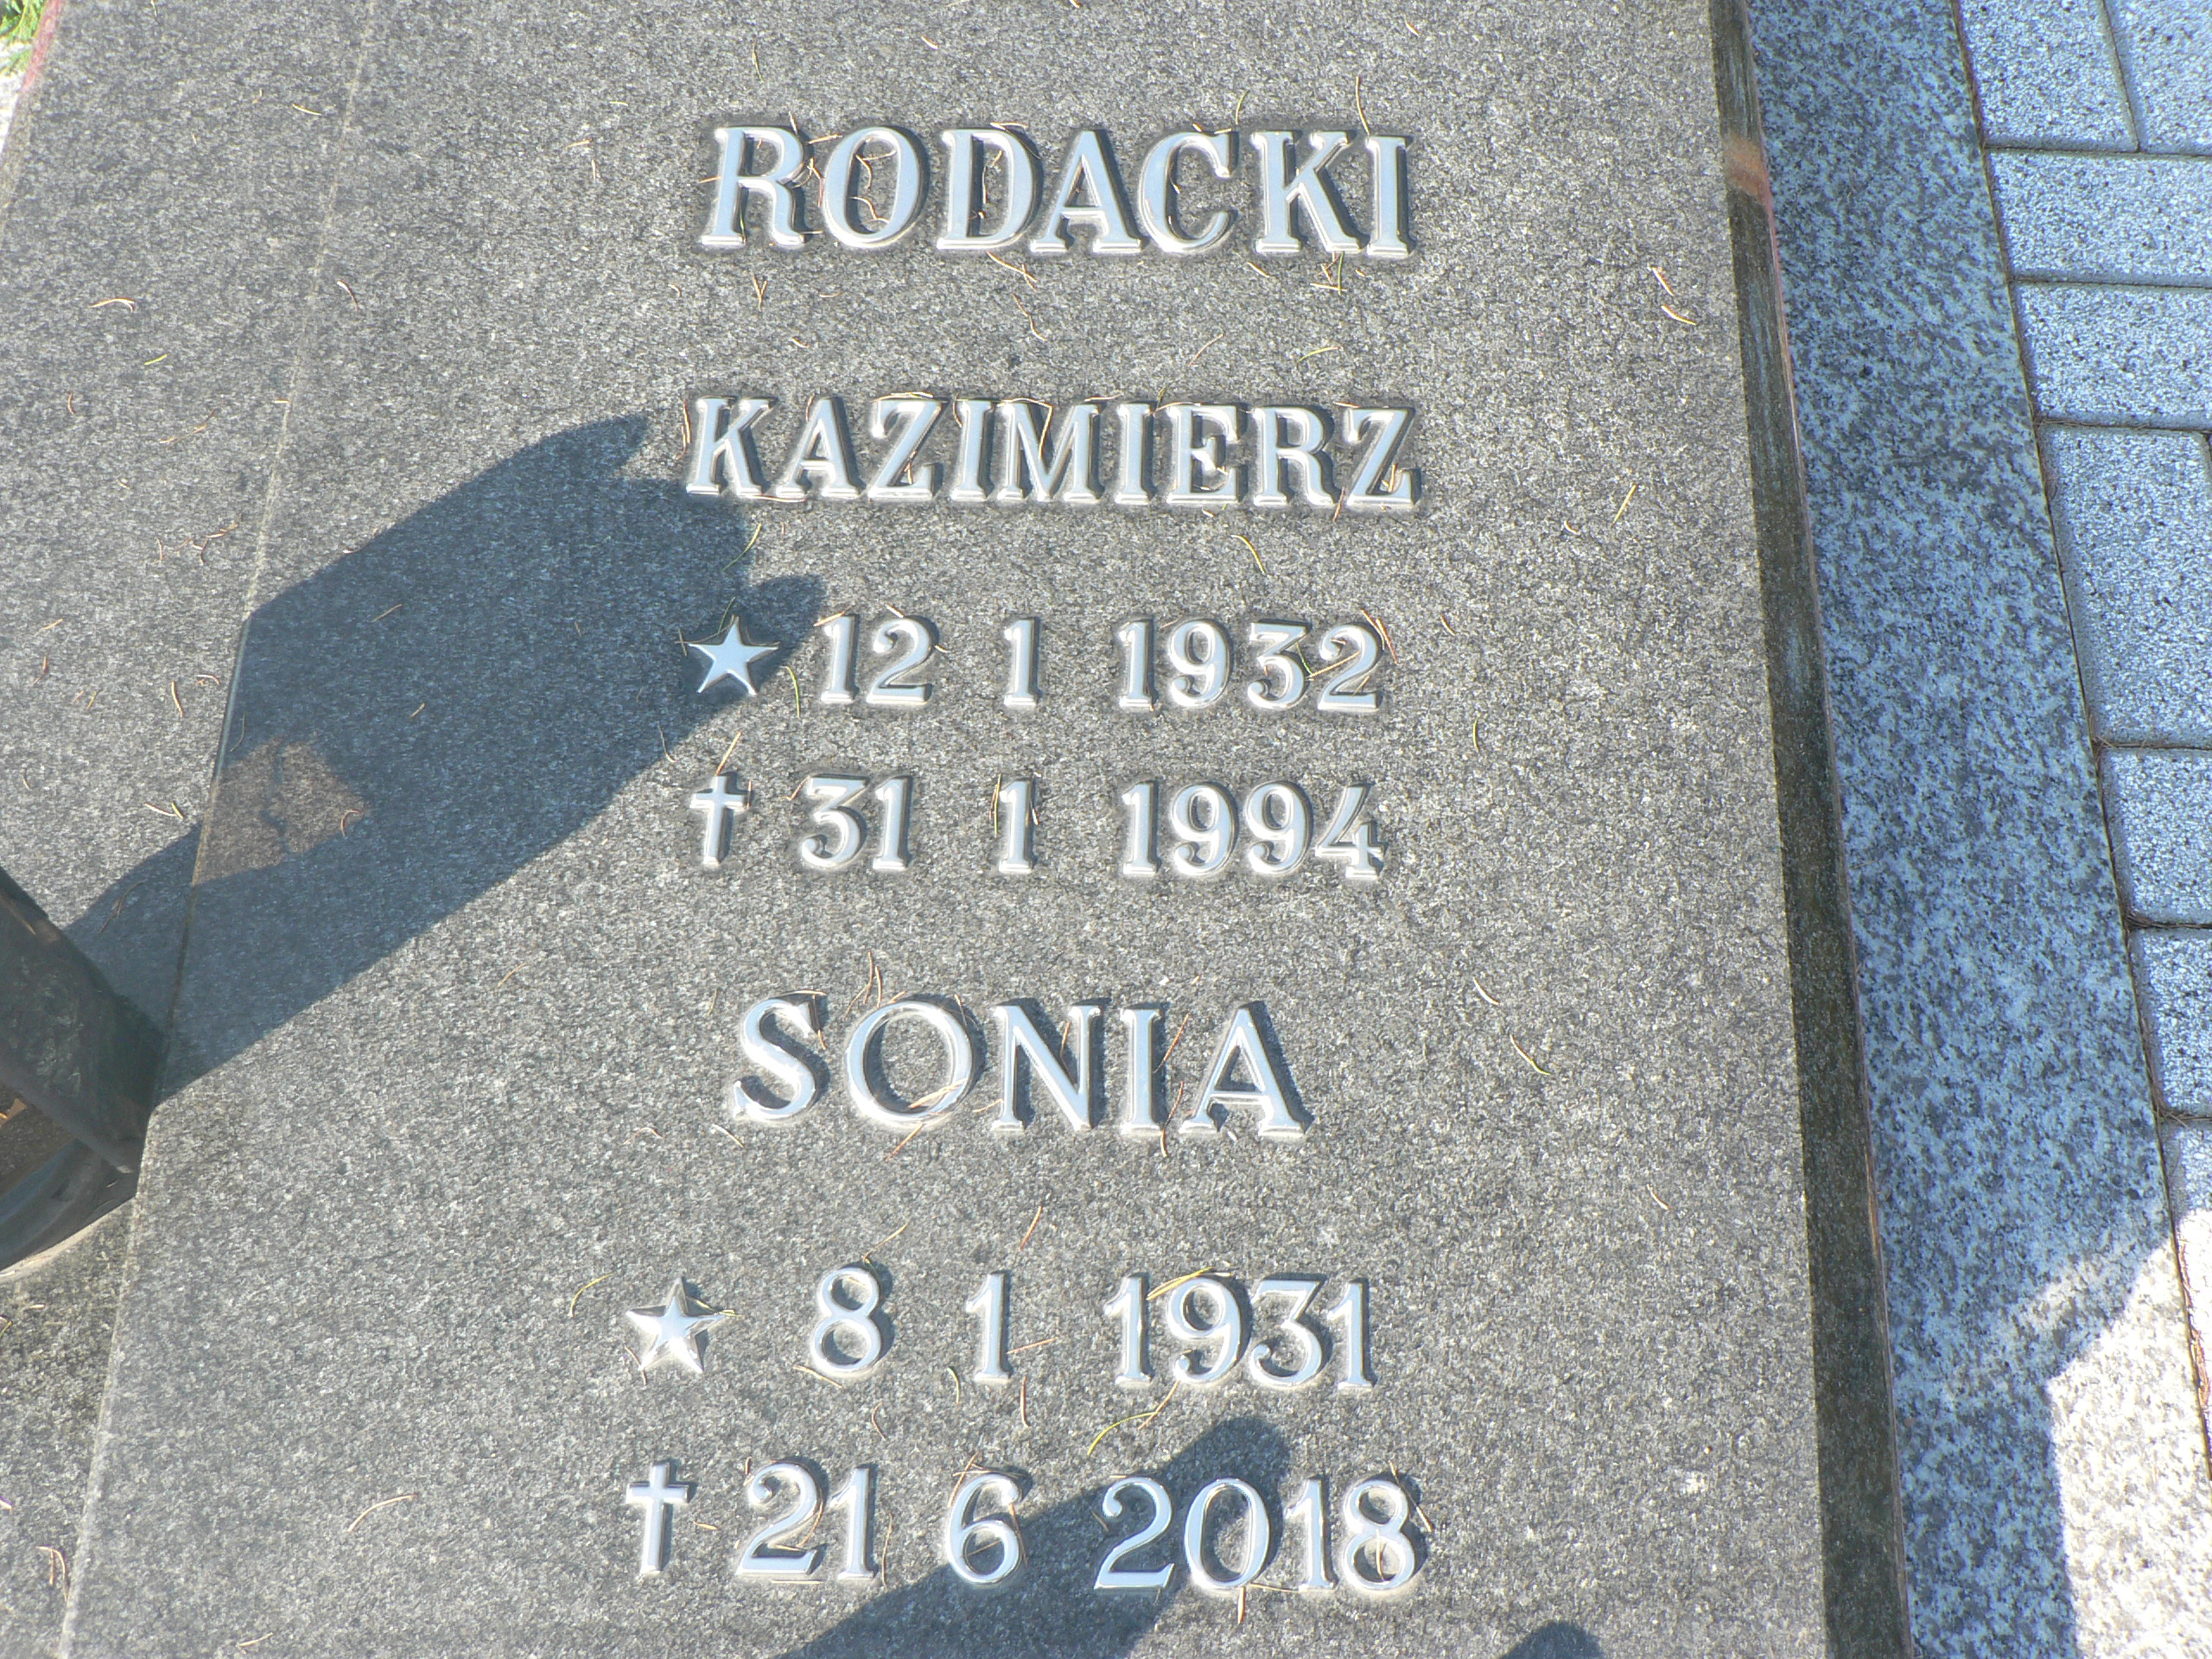 RODACKI
KAZIMIERZ
★ 12 1 1932
✝ 31 1 1994
SONIA
★ 8 1 1931
✝ 21 6 2018